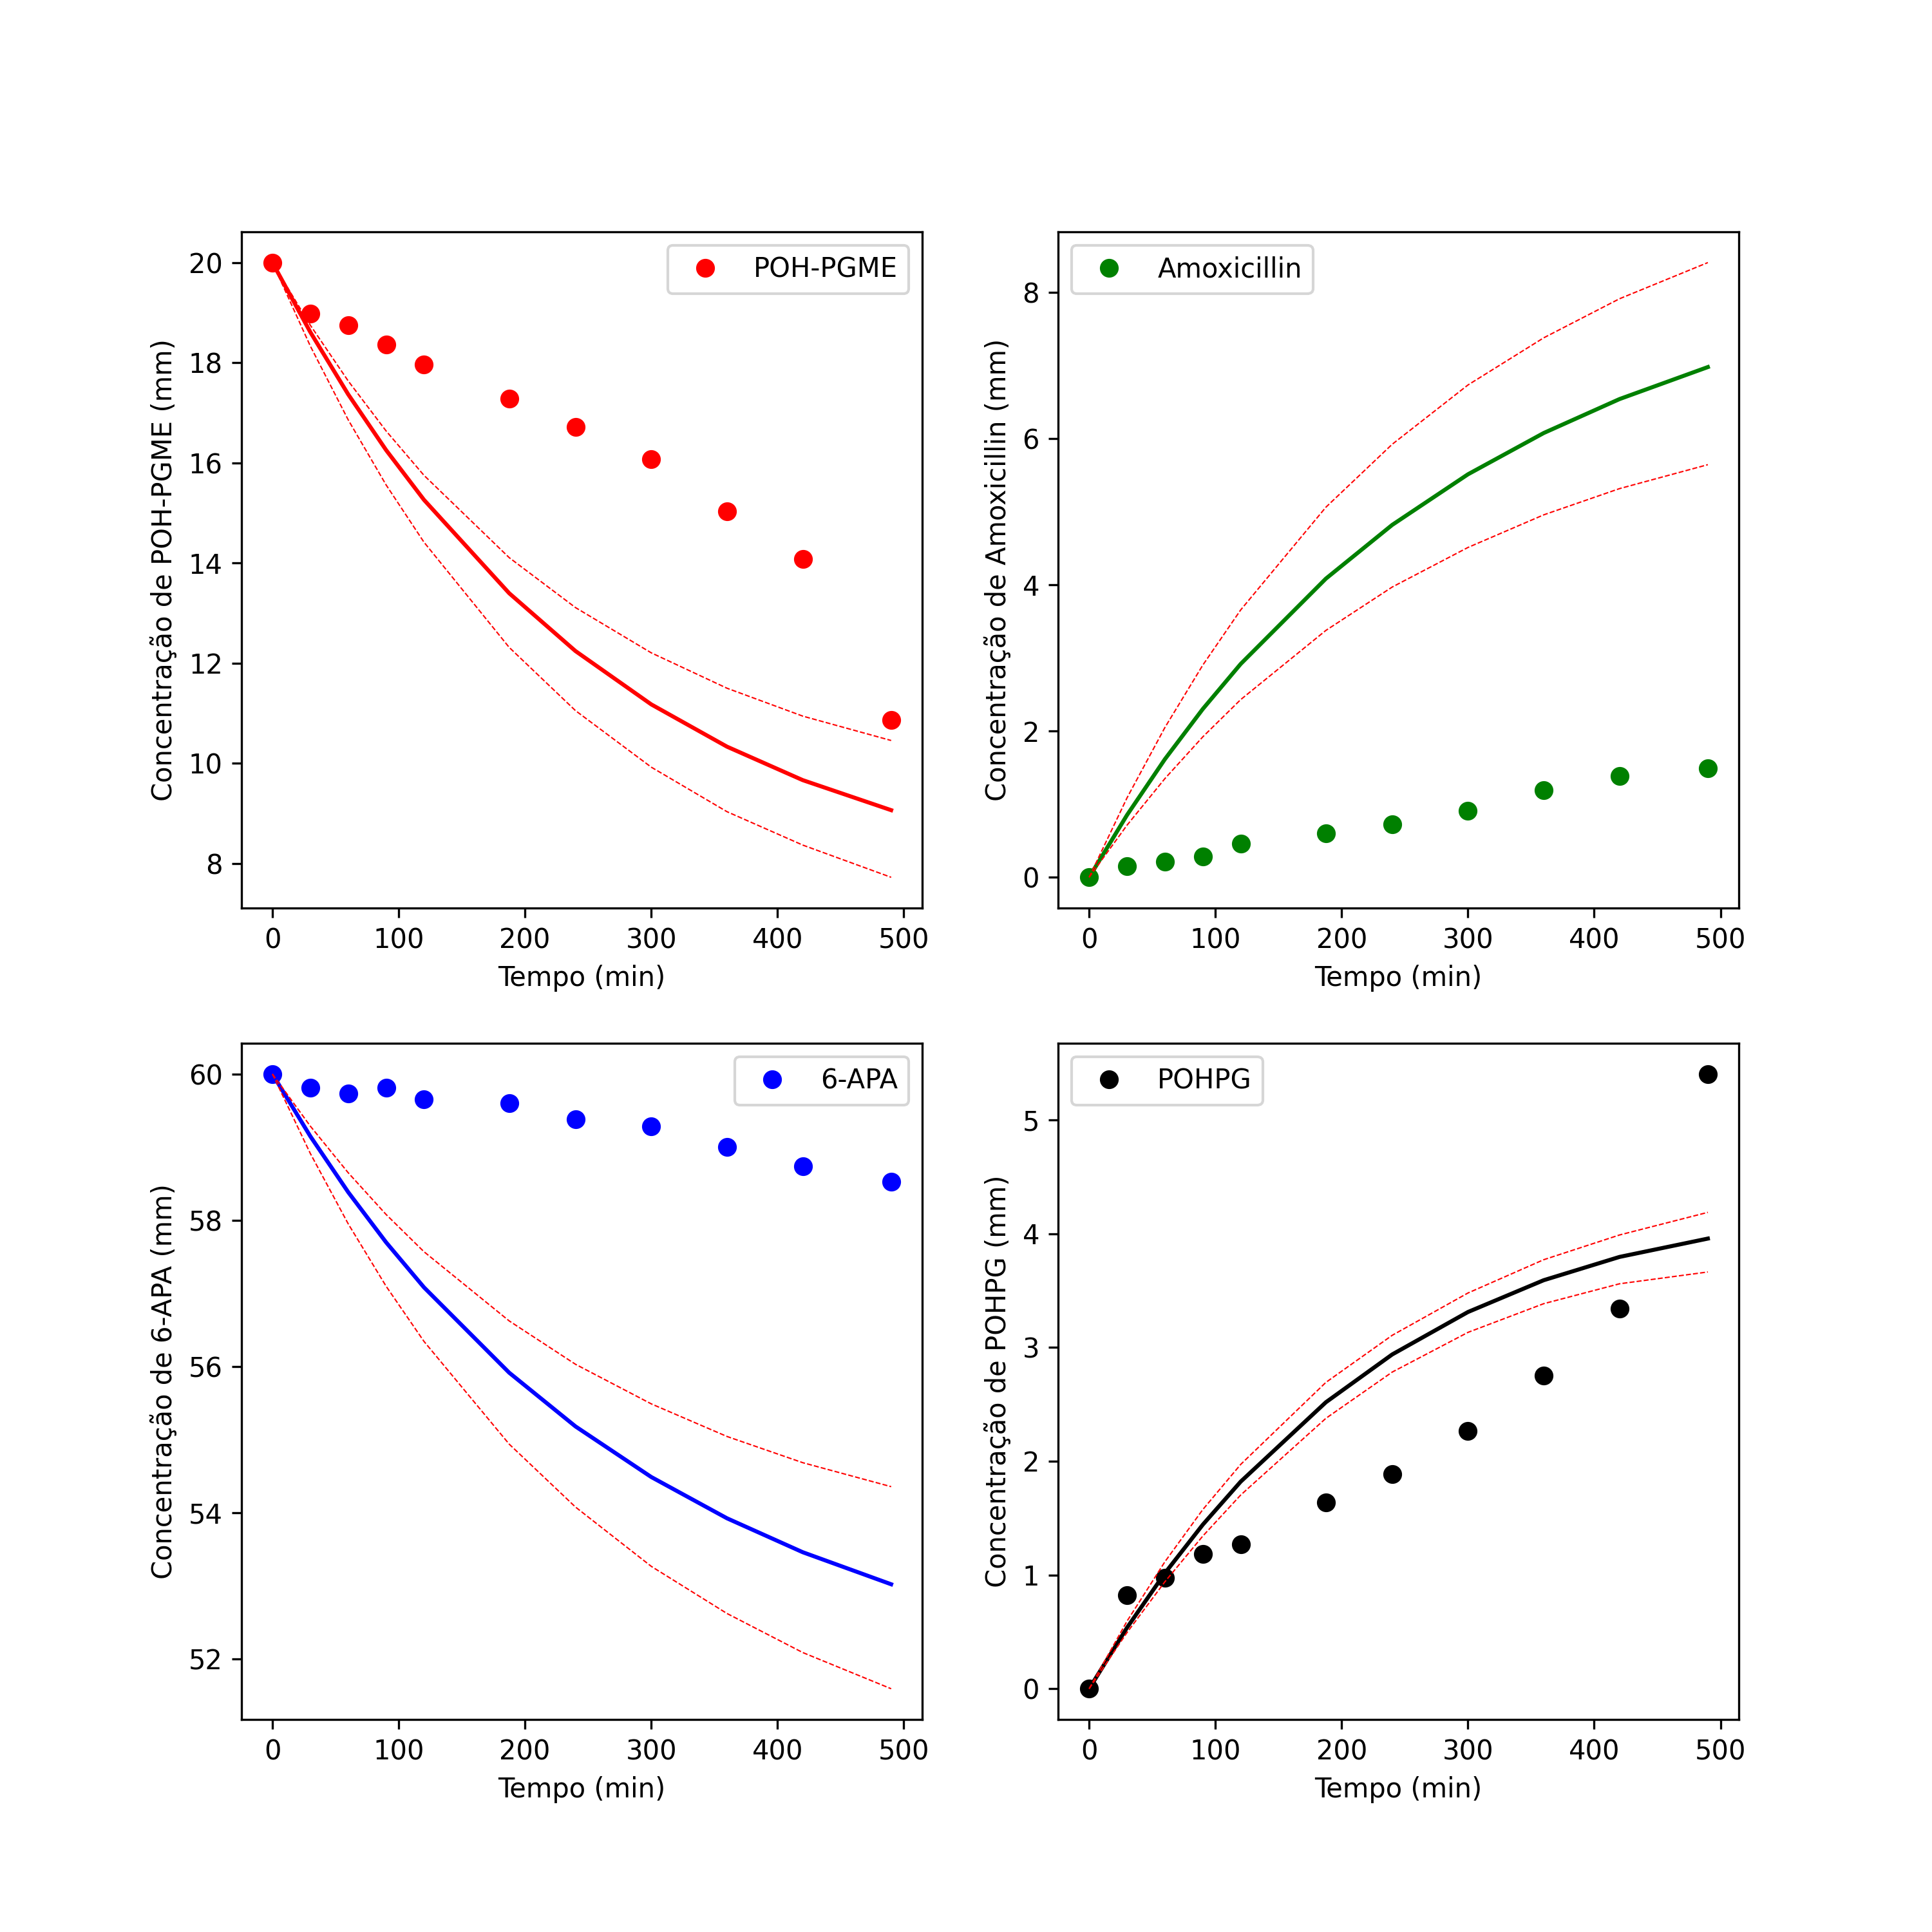 POH-PGME
20
18
16
14
12
10
8
Concentração de POH-PGME (mm)
0 100 200 300 400 500
Tempo (min)
Amoxicillin
8
6
4
2
0
Concentração de Amoxicillin (mm)
0 100 200 300 400 500
Tempo (min)
6-APA
60
58
56
54
52
Concentração de 6-APA (mm)
0 100 200 300 400 500
Tempo (min)
POHPG
5
4
3
2
1
0
Concentração de POHPG (mm)
0 100 200 300 400 500
Tempo (min)